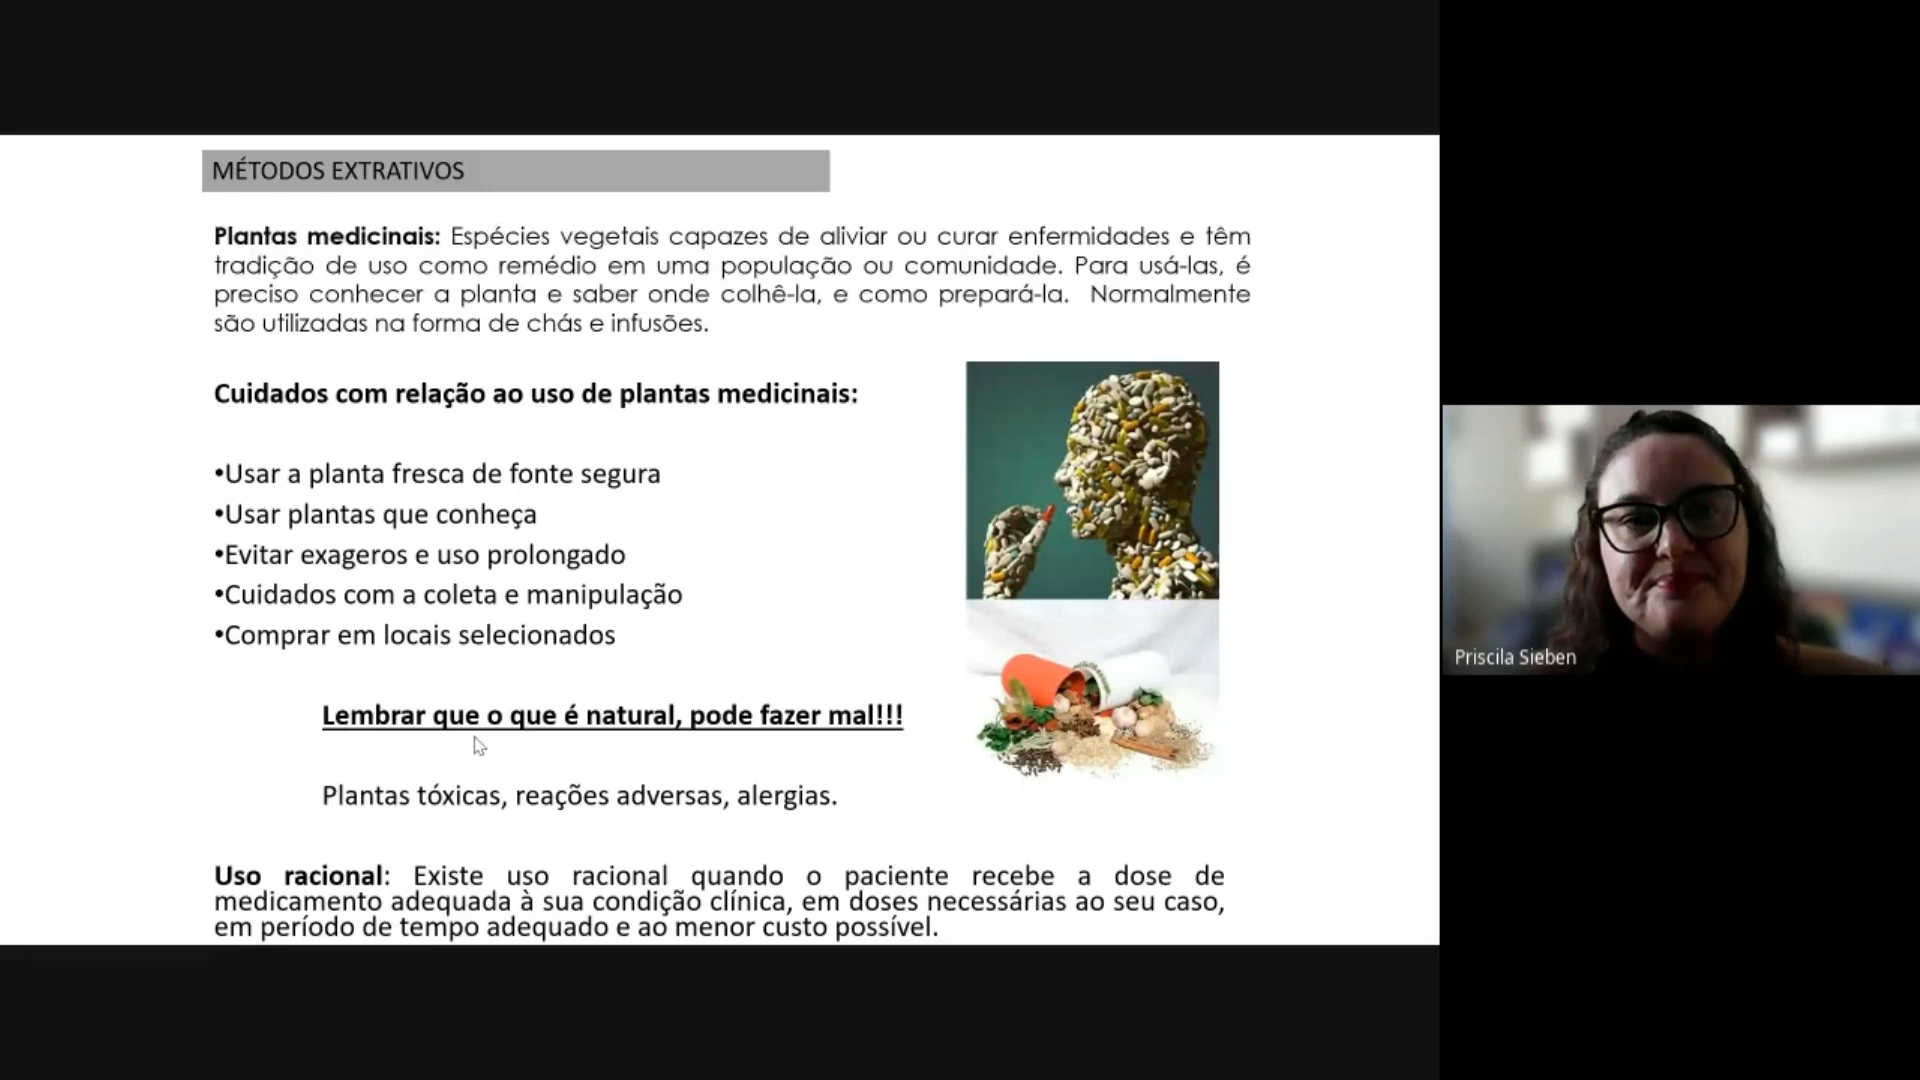 MÉTODOS EXTRATIVOS
Plantas medicinais: Espécies vegetais capazes de aliviar ou curar enfermidades e têm
tradição de uso como remédio em uma população ou comunidade. Para usá-las, é
preciso conhecer a planta e saber onde colhê-la, e como prepará-la. Normalmente
são utilizadas na forma de chás e infusões.
Cuidados com relação ao uso de plantas medicinais:
•Usar a planta fresca de fonte segura
•Usar plantas que conheça
•Evitar exageros e uso prolongado
•Cuidados com a coleta e manipulação
•Comprar em locais selecionados
Lembrar que o que é natural, pode fazer mal!!!
Plantas tóxicas, reações adversas, alergias.
Uso racional: Existe uso racional quando o paciente recebe a dose de
medicamento adequada à sua condição clínica, em doses necessárias ao seu caso,
em período de tempo adequado e ao menor custo possível.
Priscila Sieben